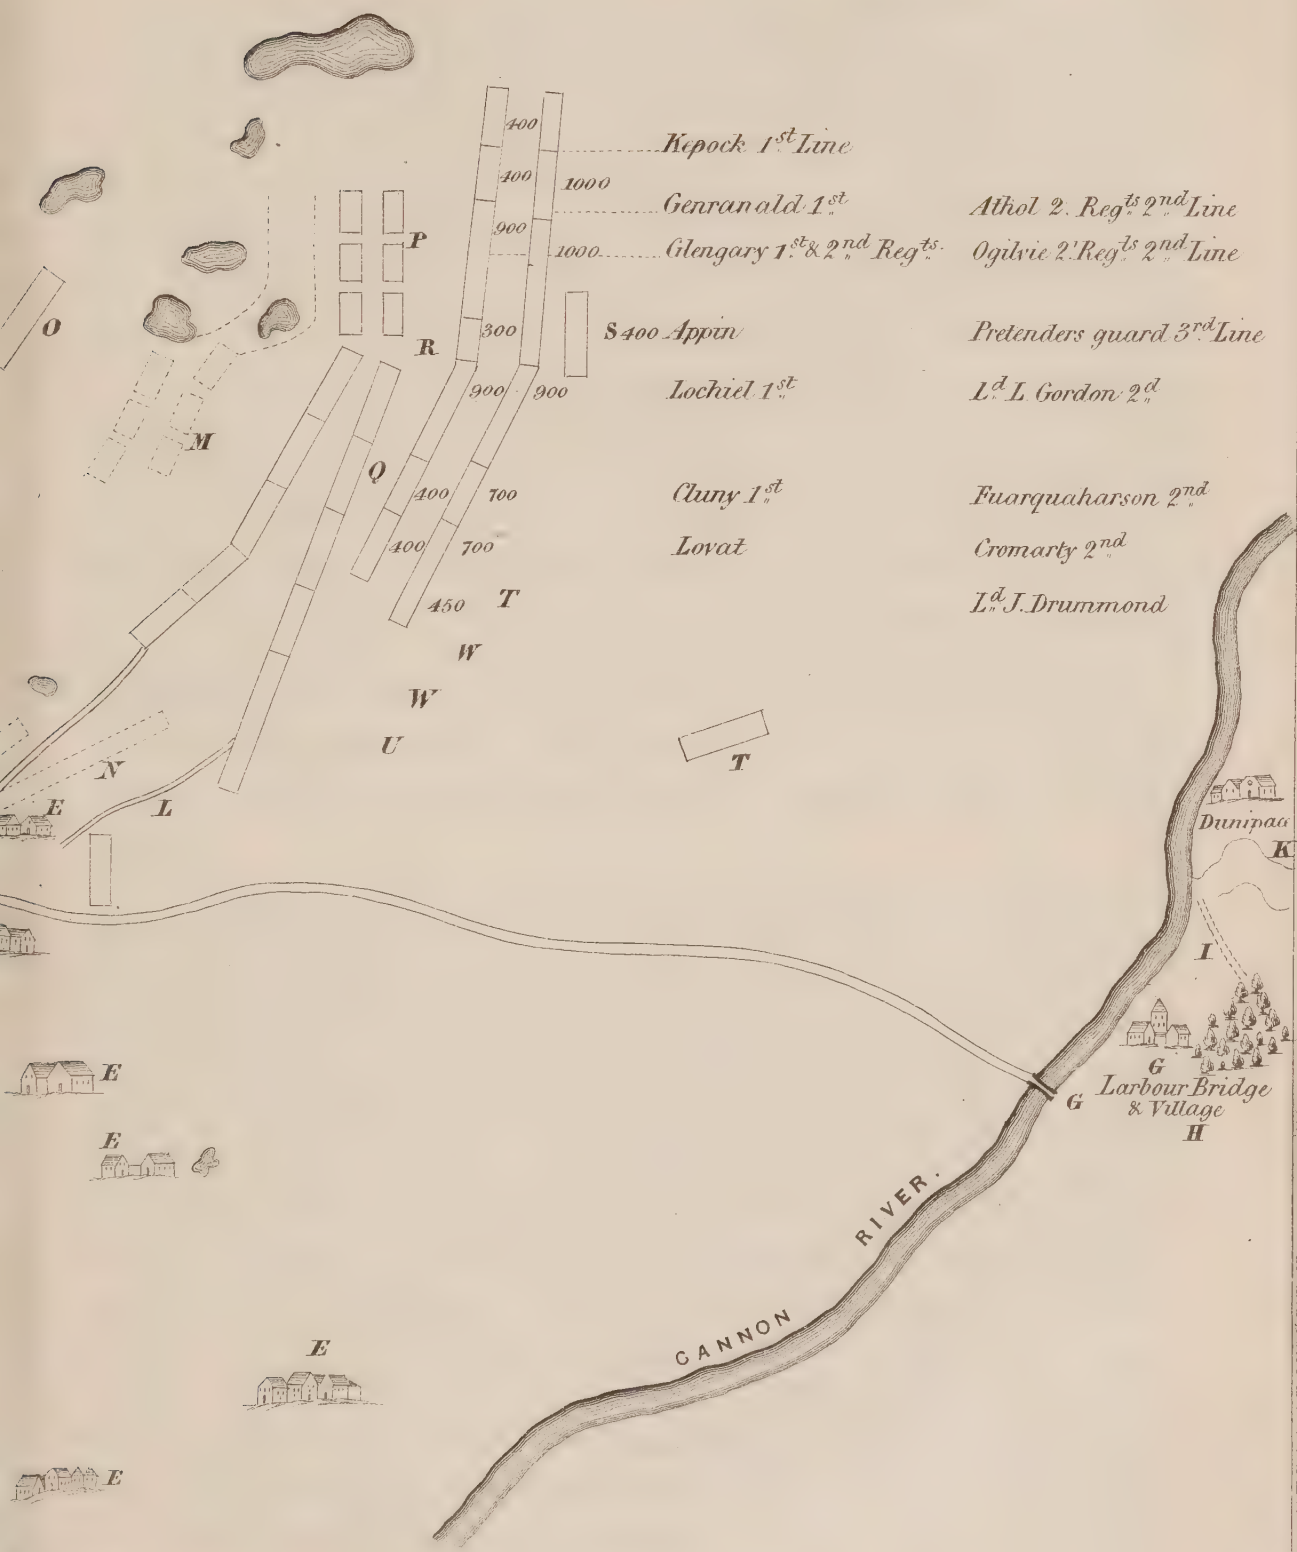 400
Kepock 1st Line
400
1000
Genranald 1st
Athol 2. Regts 2nd Line
900
P
1000
Glengary 1st & 2nd Regts.
Ogilvie 2 Regts 2nd Line
O
300
S 400 Appin
Pretenders guard 3rd Line
R
900
900
Lochiel 1st
Ld L Gordon 2d
M
Q
400
700
Cluny 1st
Fuarquaharson 2nd
400
700
Lovat
Cromarty 2nd
450
T
Ld J. Drummond
W
W
U
T
N
E
L
Dunipac
K
I
E
G
G
Larbour Bridge
& Village
H
E
CANNON RIVER.
E
E